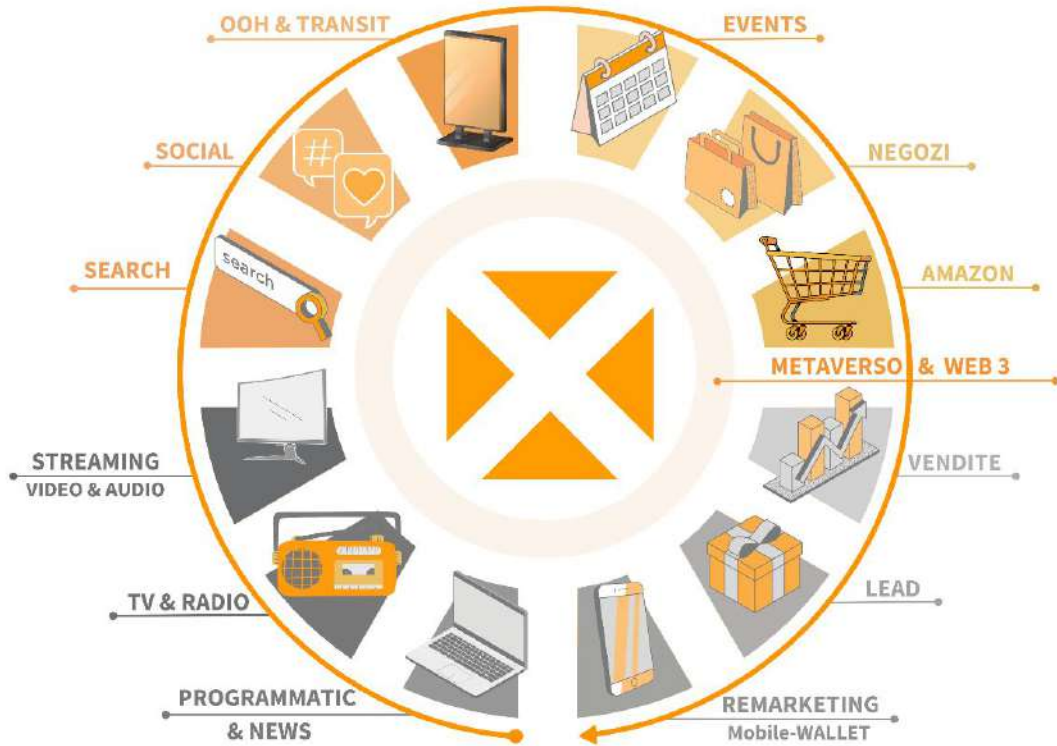 OOH & TRANSIT
EVENTS
SOCIAL
NEGOZI
#
SEARCH
search
AMAZON
METAVERSO & WEB 3
STREAMING
VIDEO & AUDIO
VENDITE
TV & RADIO
LEAD
PROGRAMMATIC
& NEWS
REMARKETING
Mobile-WALLET